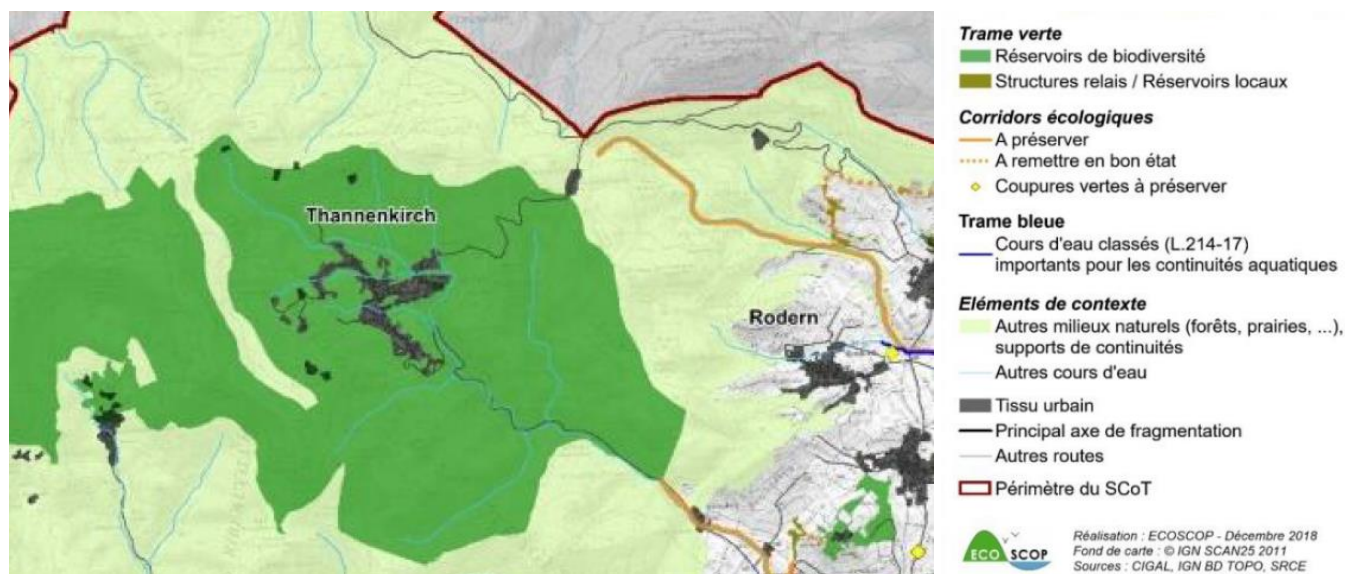 Thannenkirch
Rodern
Trame verte
Réservoirs de biodiversité
Structures relais / Réservoirs locaux
Corridors écologiques
A préserver
A remettre en bon état
Coupures vertes à préserver
Trame bleue
Cours d'eau classés (L.214-17)
importants pour les continuités aquatiques
Eléments de contexte
Autres milieux naturels (forêts, prairies, ...),
supports de continuités
Autres cours d'eau
Tissu urbain
Principal axe de fragmentation
Autres routes
Périmètre du SCoT
ECO SCOP
Réalisation : ECOSCOP - Décembre 2018
Fond de carte : © IGN SCAN25 2011
Sources : CIGAL, IGN BD TOPO, SRCE